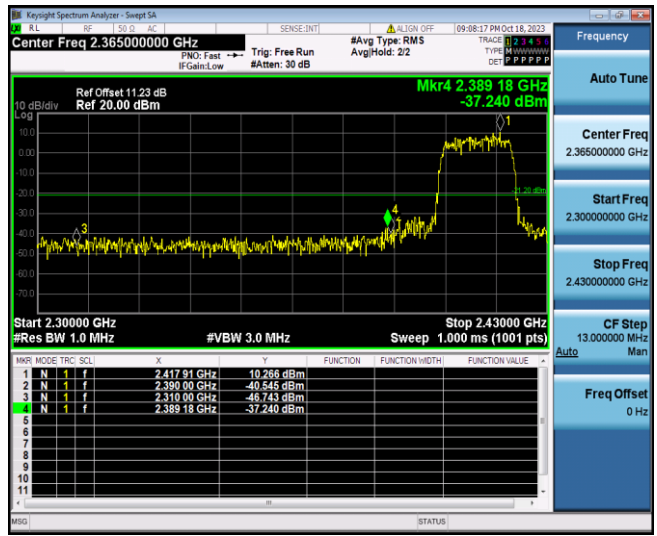 Keysight Spectrum Analyzer - Swept SA
RL RF 50 Ω AC SENSE:INT ALIGN OFF 09:08:17 PM Oct 18, 2023
Center Freq 2.365000000 GHz
PNO: Fast
IFGain:Low
Trig: Free Run
#Atten: 30 dB
#Avg Type: RMS
Avg|Hold: 2/2
TRACE 1 2 3 4 5 6
TYPE M WWWWW
DET P P P P P P
Frequency
Auto Tune
Center Freq
2.365000000 GHz
Start Freq
2.300000000 GHz
Stop Freq
2.430000000 GHz
CF Step
13.000000 MHz
Auto Man
Freq Offset
0 Hz
Mkr4 2.389 18 GHz
-37.240 dBm
Ref Offset 11.23 dB
10 dB/div Ref 20.00 dBm
Log
10.0
0.00
-10.0
-20.0
-30.0
-40.0
-50.0
-60.0
-70.0
1
3
4
-21.20 dBm
Start 2.30000 GHz Stop 2.43000 GHz
#Res BW 1.0 MHz #VBW 3.0 MHz Sweep 1.000 ms (1001 pts)
MKR MODE TRC SCL X Y FUNCTION FUNCTION WIDTH FUNCTION VALUE
1 N 1 f 2.417 91 GHz 10.266 dBm
2 N 1 f 2.390 00 GHz -40.545 dBm
3 N 1 f 2.310 00 GHz -46.743 dBm
4 N 1 f 2.389 18 GHz -37.240 dBm
5
6
7
8
9
10
11
MSG STATUS